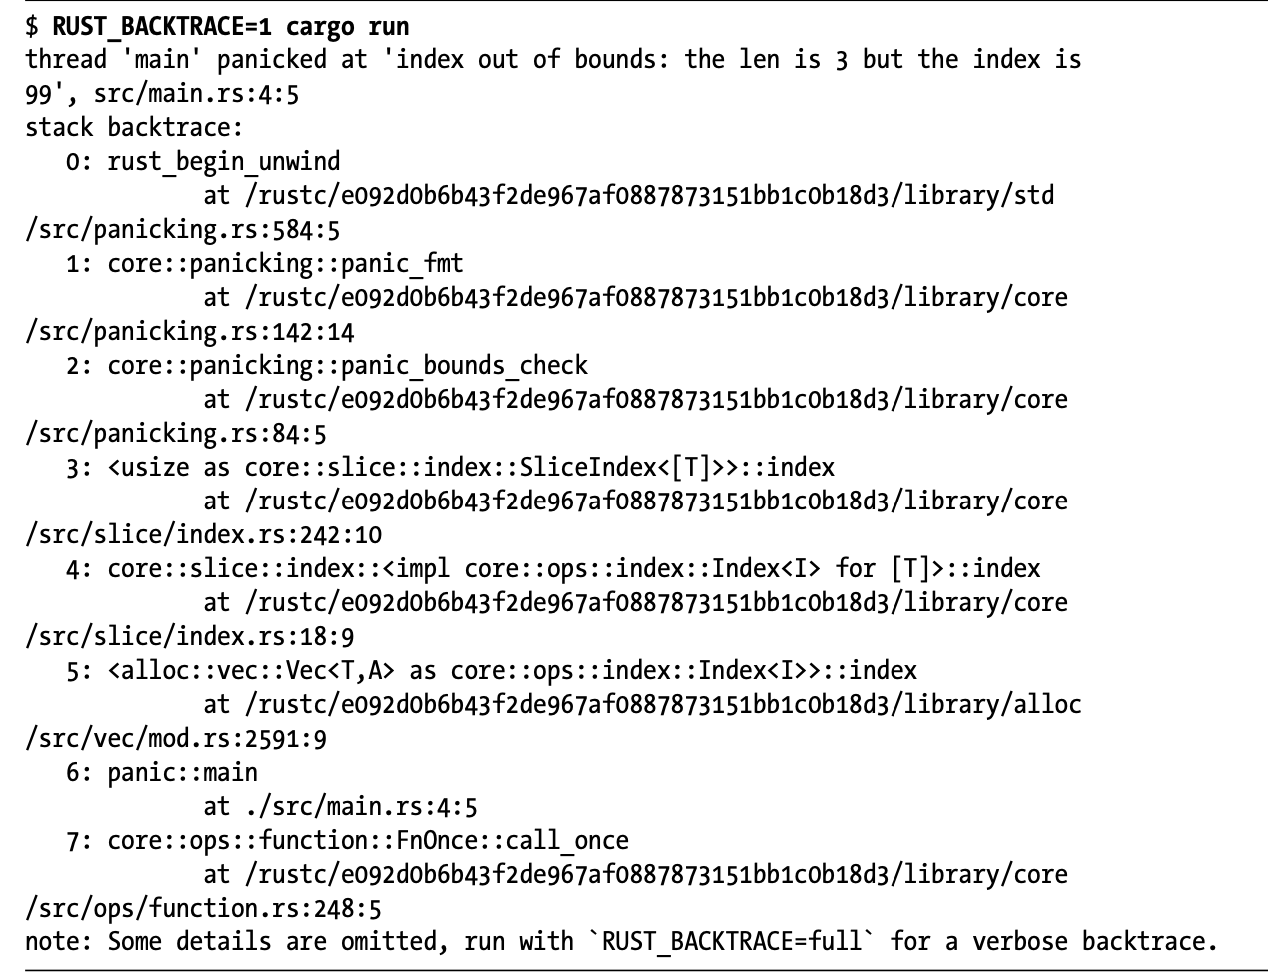 $ RUST_BACKTRACE=1 cargo run
thread 'main' panicked at 'index out of bounds: the len is 3 but the index is
99', src/main.rs:4:5
stack backtrace:
   0: rust_begin_unwind
             at /rustc/e092d0b6b43f2de967af0887873151bb1c0b18d3/library/std
/src/panicking.rs:584:5
   1: core::panicking::panic_fmt
             at /rustc/e092d0b6b43f2de967af0887873151bb1c0b18d3/library/core
/src/panicking.rs:142:14
   2: core::panicking::panic_bounds_check
             at /rustc/e092d0b6b43f2de967af0887873151bb1c0b18d3/library/core
/src/panicking.rs:84:5
   3: <usize as core::slice::index::SliceIndex<[T]>>::index
             at /rustc/e092d0b6b43f2de967af0887873151bb1c0b18d3/library/core
/src/slice/index.rs:242:10
   4: core::slice::index::<impl core::ops::index::Index<I> for [T]>::index
             at /rustc/e092d0b6b43f2de967af0887873151bb1c0b18d3/library/core
/src/slice/index.rs:18:9
   5: <alloc::vec::Vec<T,A> as core::ops::index::Index<I>>::index
             at /rustc/e092d0b6b43f2de967af0887873151bb1c0b18d3/library/alloc
/src/vec/mod.rs:2591:9
   6: panic::main
             at ./src/main.rs:4:5
   7: core::ops::function::FnOnce::call_once
             at /rustc/e092d0b6b43f2de967af0887873151bb1c0b18d3/library/core
/src/ops/function.rs:248:5
note: Some details are omitted, run with `RUST_BACKTRACE=full` for a verbose backtrace.